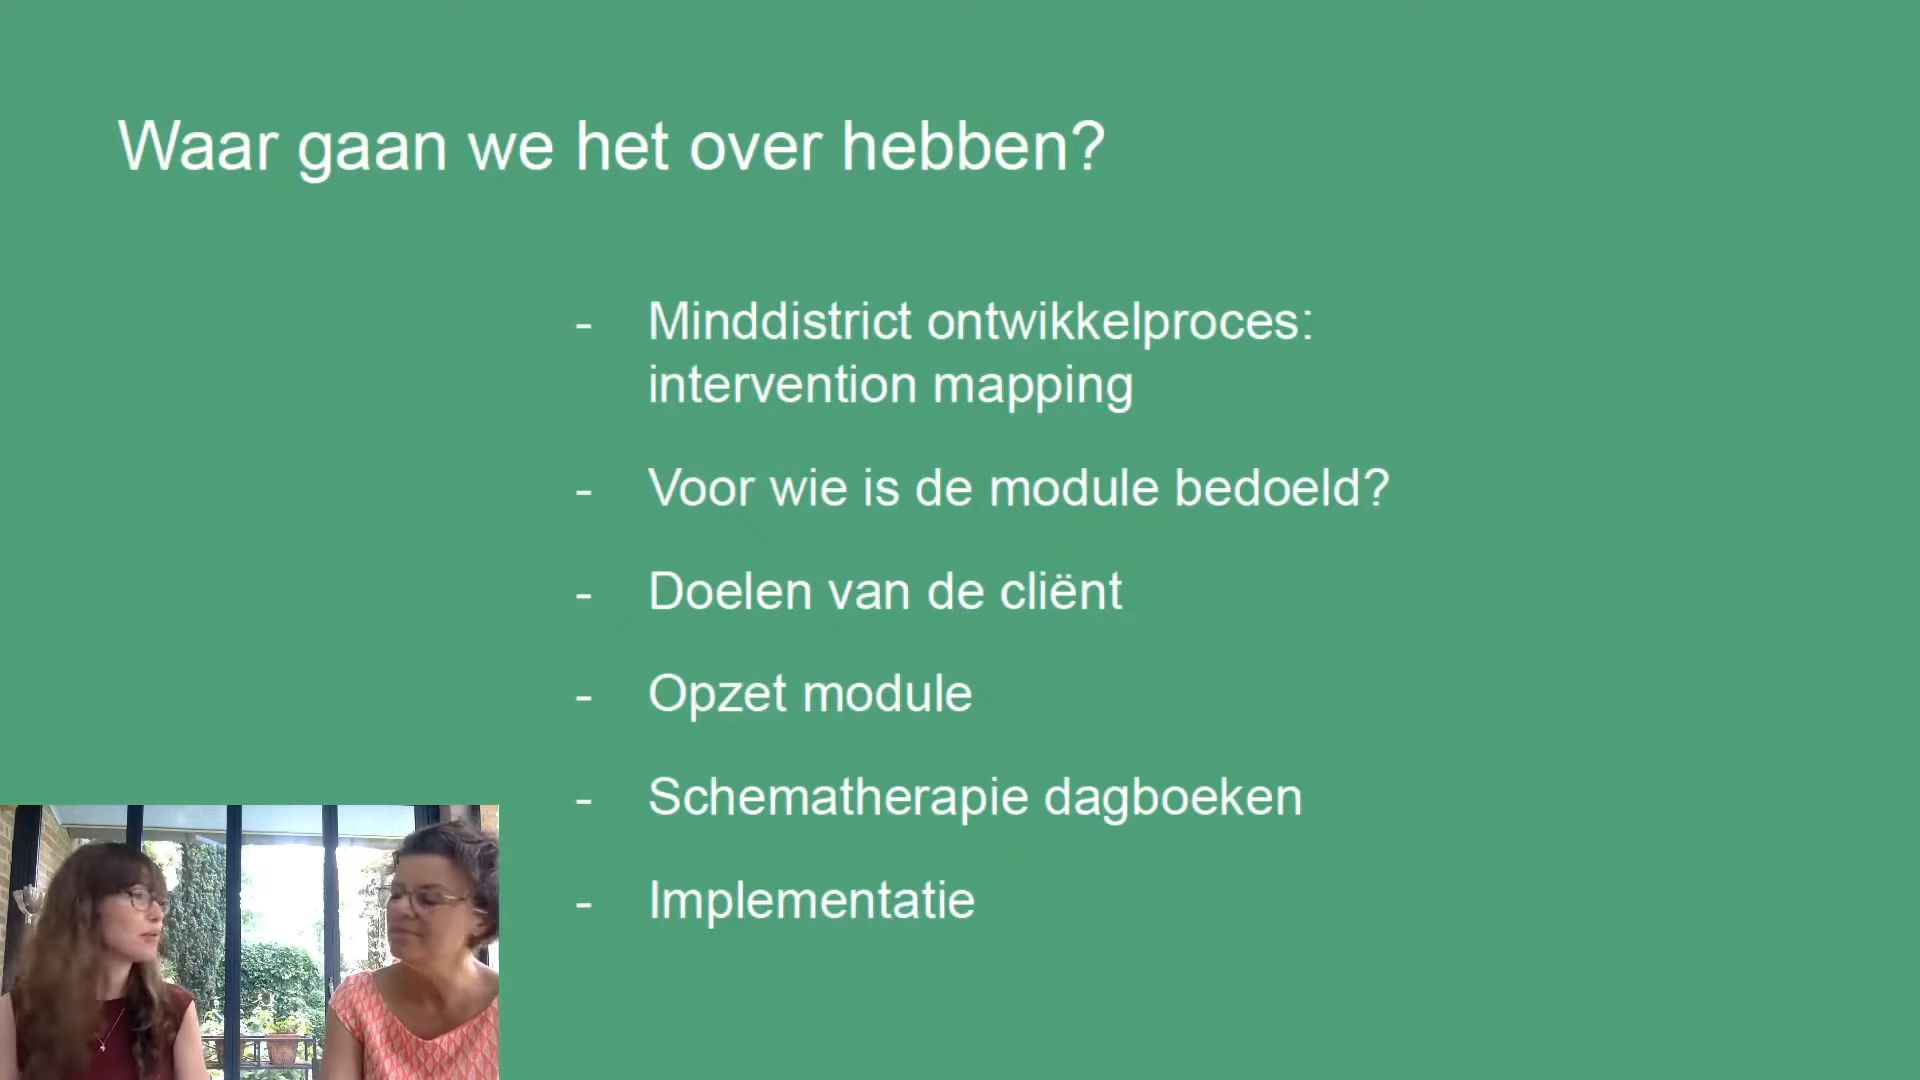 Waar gaan we het over hebben?
- Minddistrict ontwikkelproces:
intervention mapping
- Voor wie is de module bedoeld?
- Doelen van de cliënt
- Opzet module
- Schematherapie dagboeken
- Implementatie